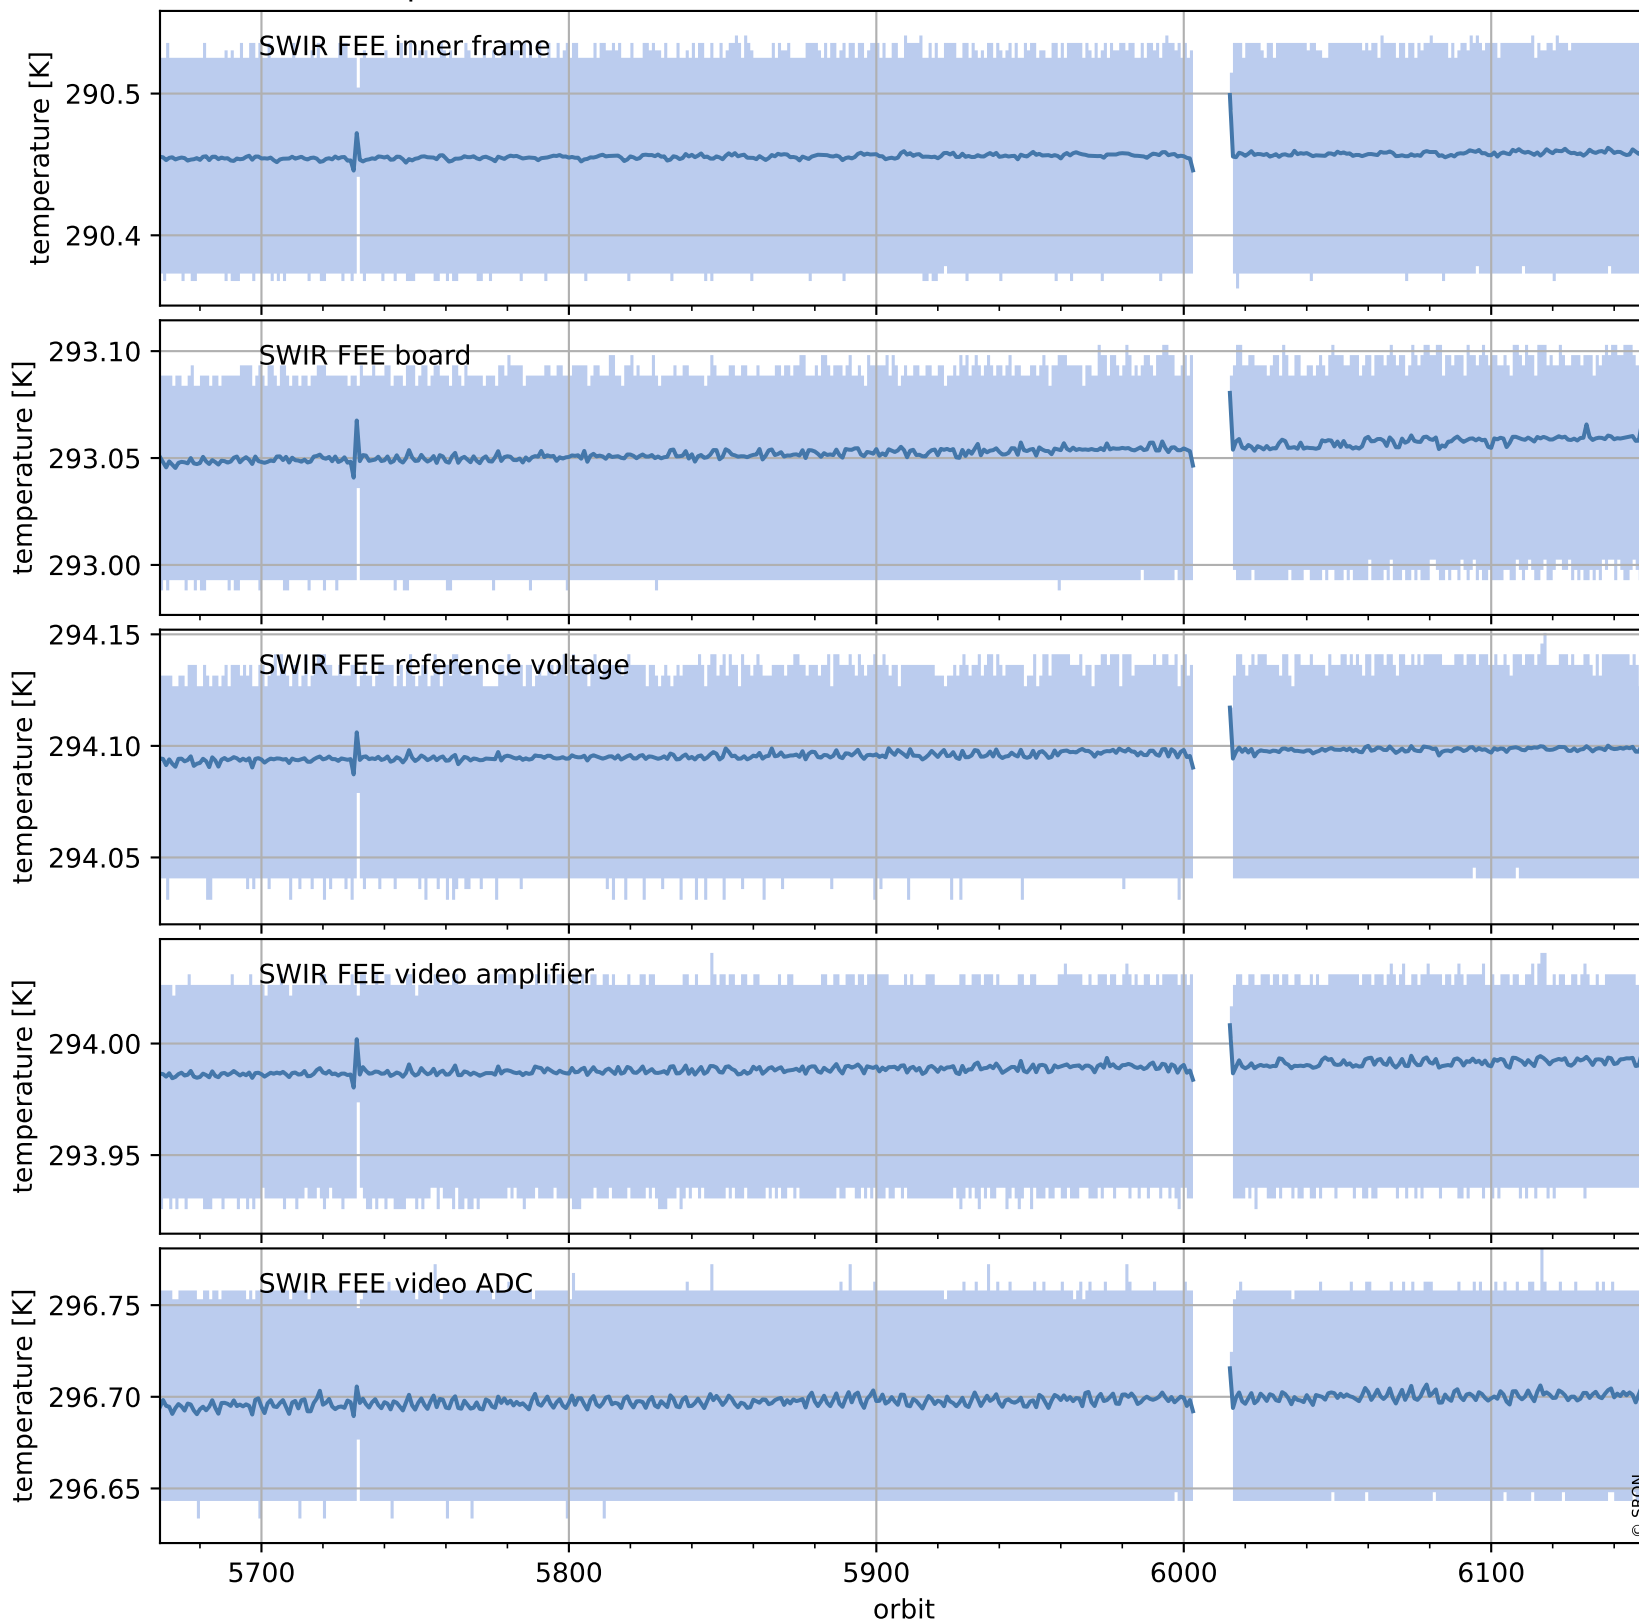 SWIR FEE inner frame
temperature [K]
290.5
290.4
SWIR FEE board
temperature [K]
293.10
293.05
293.00
SWIR FEE reference voltage
temperature [K]
294.15
294.10
294.05
SWIR FEE video amplifier
temperature [K]
294.00
293.95
SWIR FEE video ADC
temperature [K]
296.75
296.70
296.65
5700 5800 5900 6000 6100
orbit
© SRON